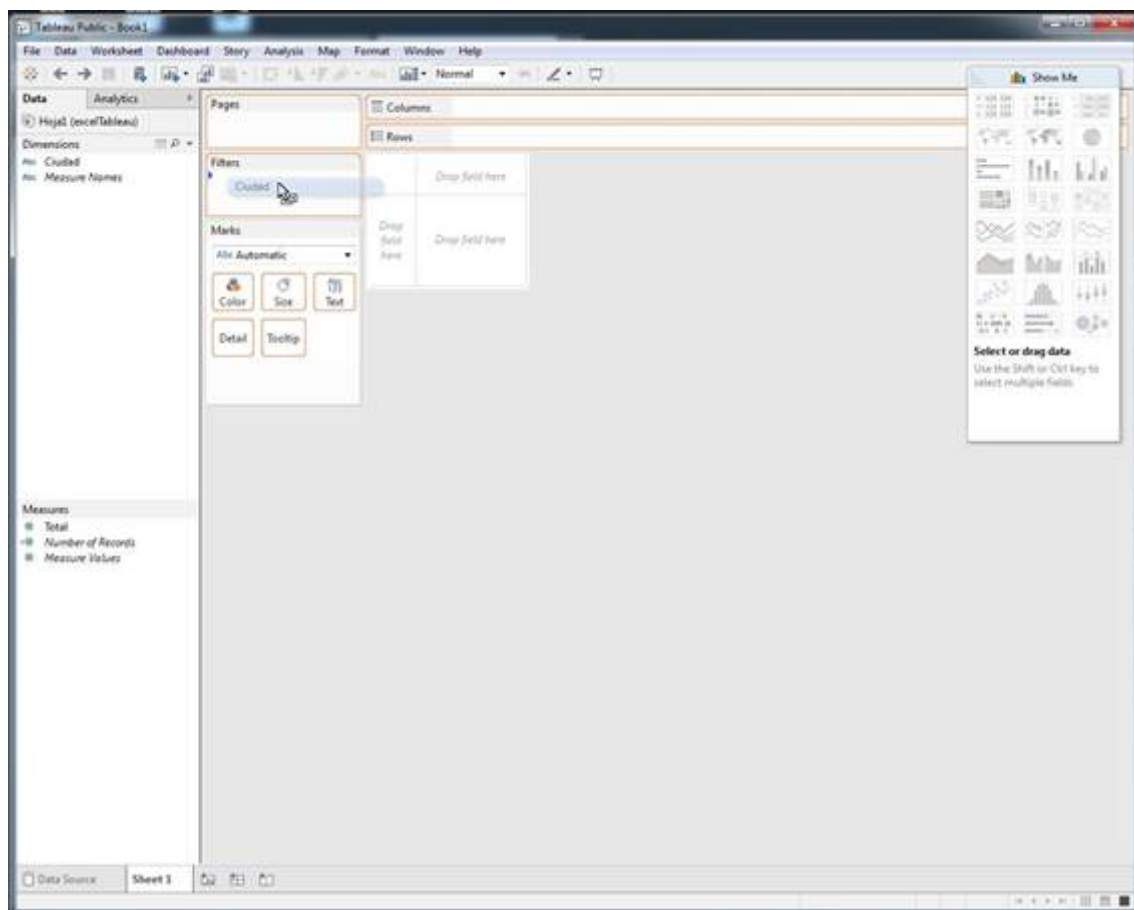 Tableau Public - Book1
File Data Worksheet Dashboard Story Analysis Map Format Window Help
Normal
Show Me
Data Analytics
Pages
Columns
Hoja1 (excelTableau)
Rows
Dimensions
Abc Ciudad
Abc Measure Names
Filters
Ciudad
Drop field here
Drop field here
Drop field here
Marks
Abc Automatic
Color Size Text
Detail Tooltip
Select or drag data
Use the Shift or Ctrl key to
select multiple fields
Measures
# Total
Number of Records
# Measure Values
Data Source Sheet 1